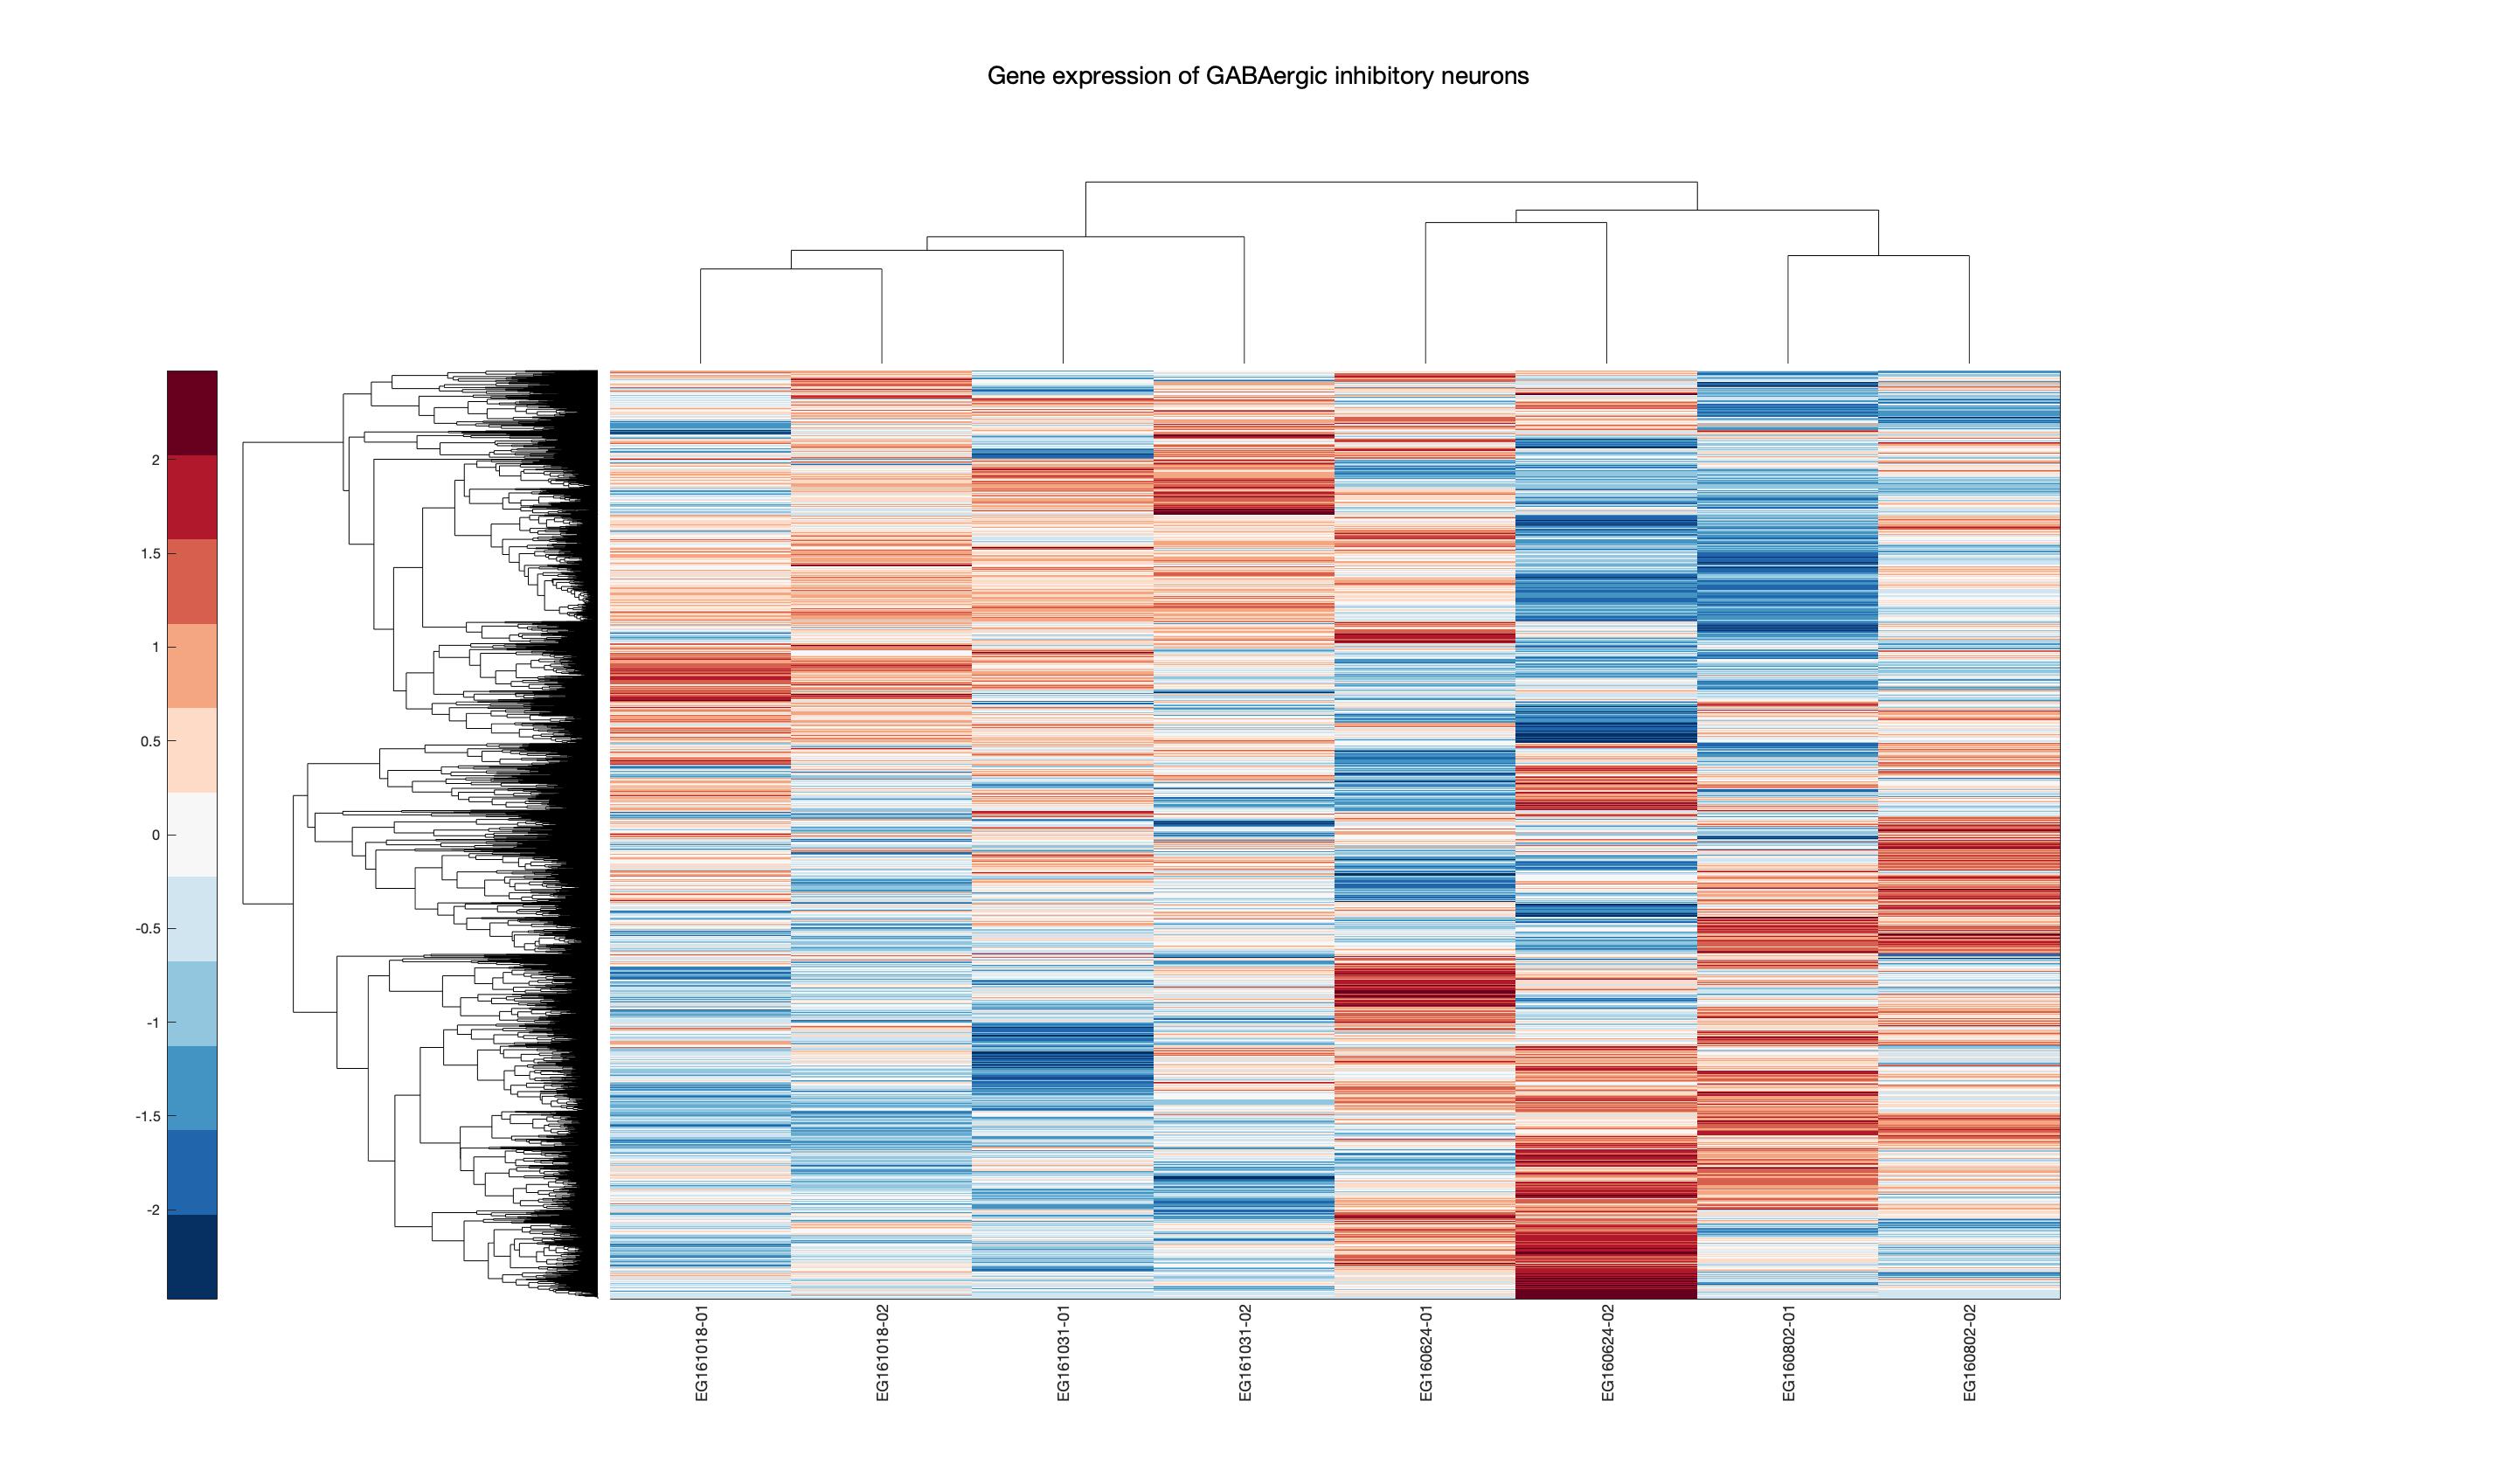 Gene expression of GABAergic inhibitory neurons
2
1.5
1
0.5
0
-0.5
-1
-1.5
-2
EG161018-01
EG161018-02
EG161031-01
EG161031-02
EG160624-01
EG160624-02
EG160802-01
EG160802-02